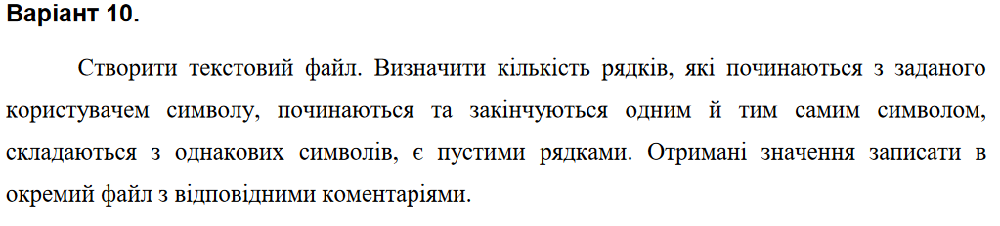 Варіант 10.
Створити текстовий файл. Визначити кількість рядків, які починаються з заданого
користувачем символу, починаються та закінчуються одним й тим самим символом,
складаються з однакових символів, є пустими рядками. Отримані значення записати в
окремий файл з відповідними коментаріями.